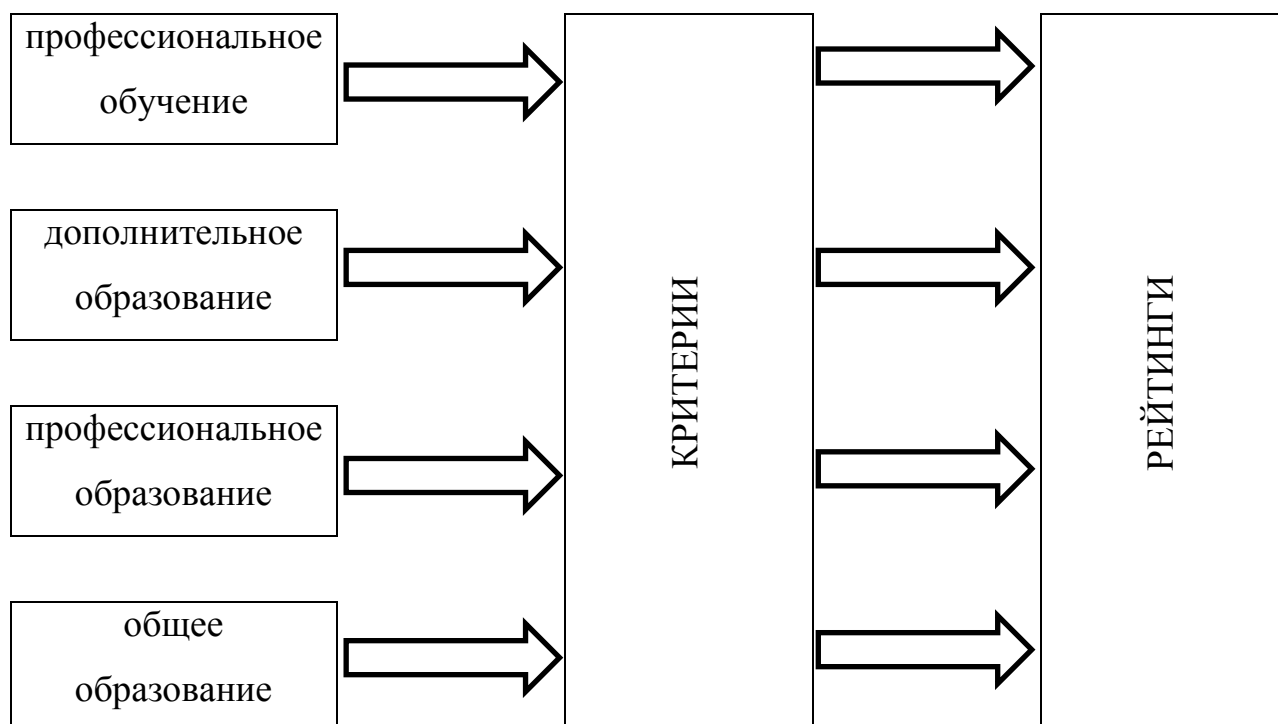 профессиональное
обучение
дополнительное
образование
профессиональное
образование
общее
образование
КРИТЕРИИ
РЕЙТИНГИ